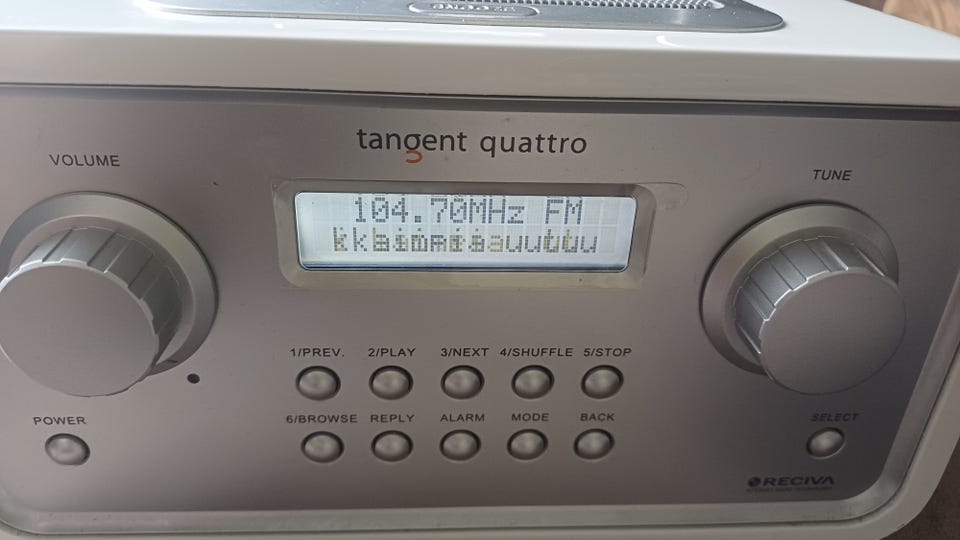 tangent quattro
VOLUME
TUNE
104.70MHz FM
1/PREV. 2/PLAY 3/NEXT 4/SHUFFLE 5/STOP
6/BROWSE REPLY ALARM MODE BACK
POWER
SELECT
RECIVA